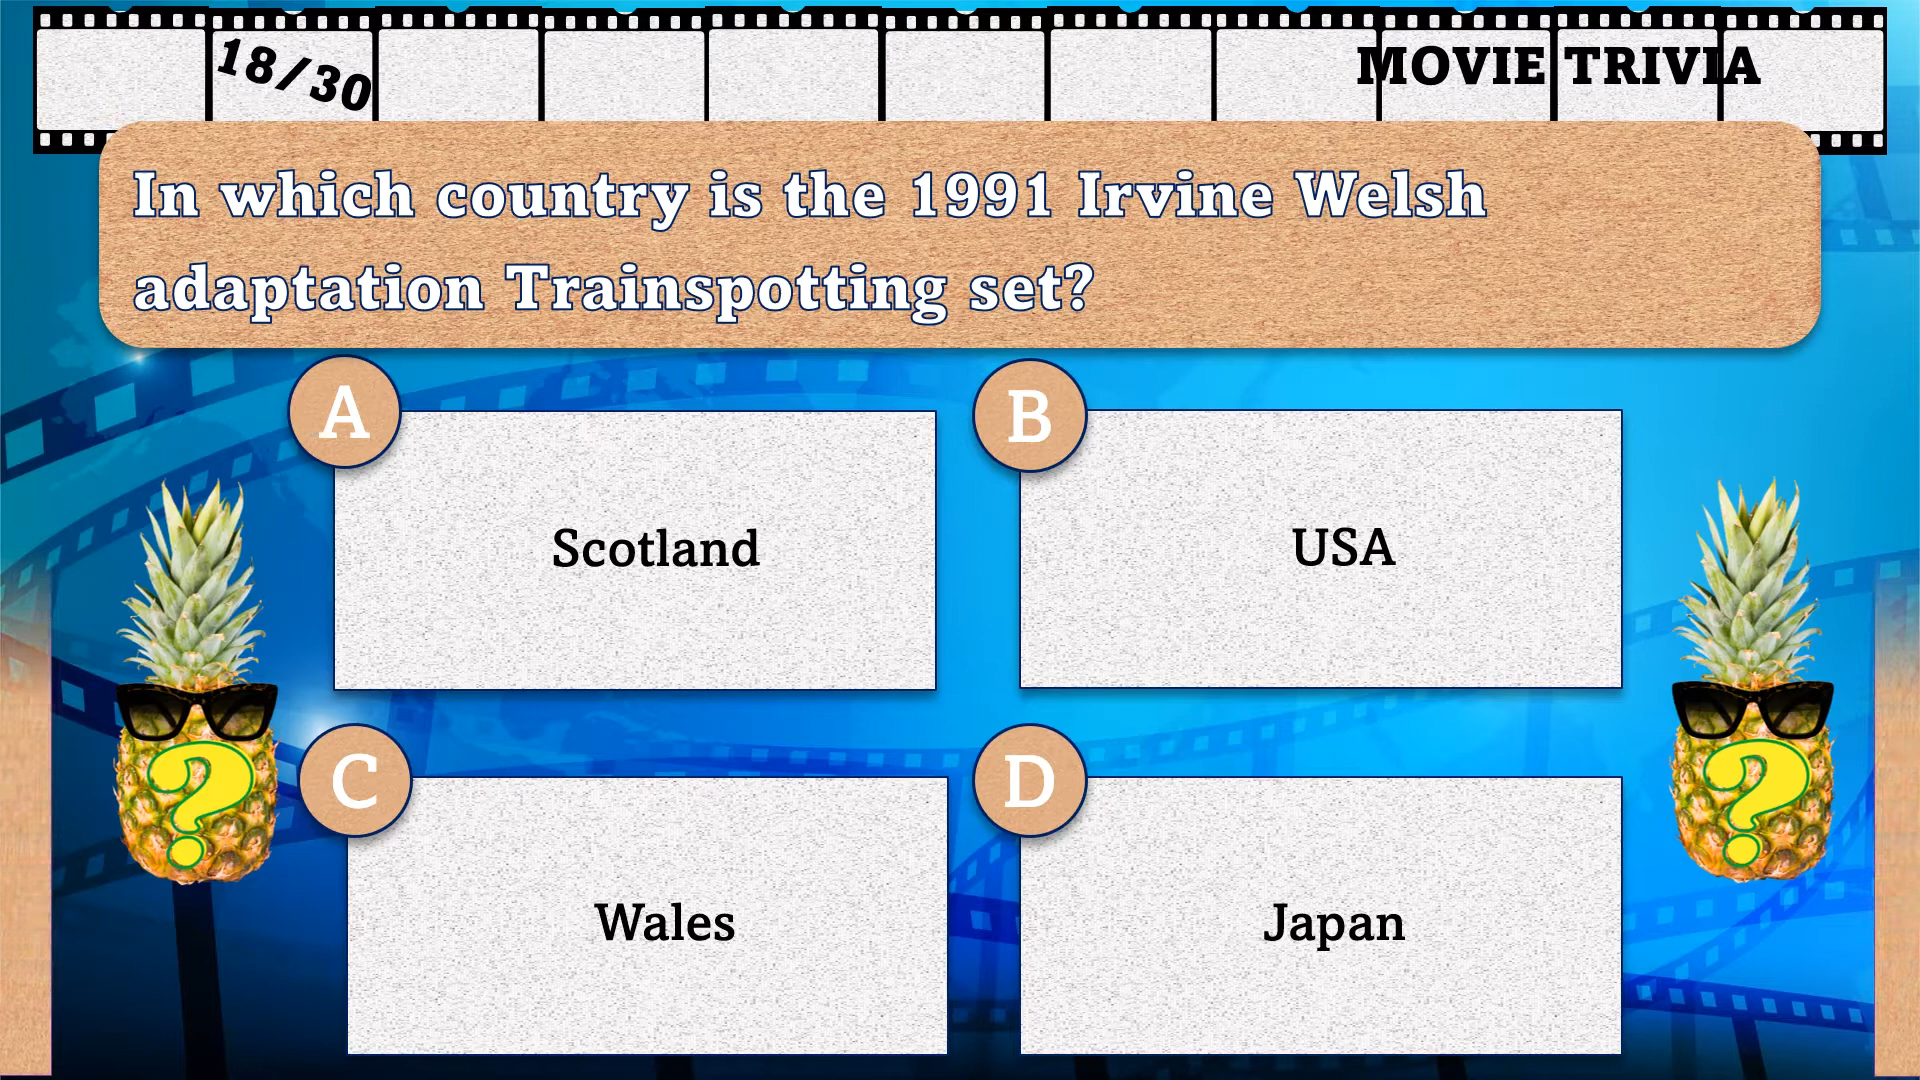 18/30
MOVIE TRIVIA
In which country is the 1991 Irvine Welsh
adaptation Trainspotting set?
A
Scotland
B
USA
C
Wales
D
Japan
?
?